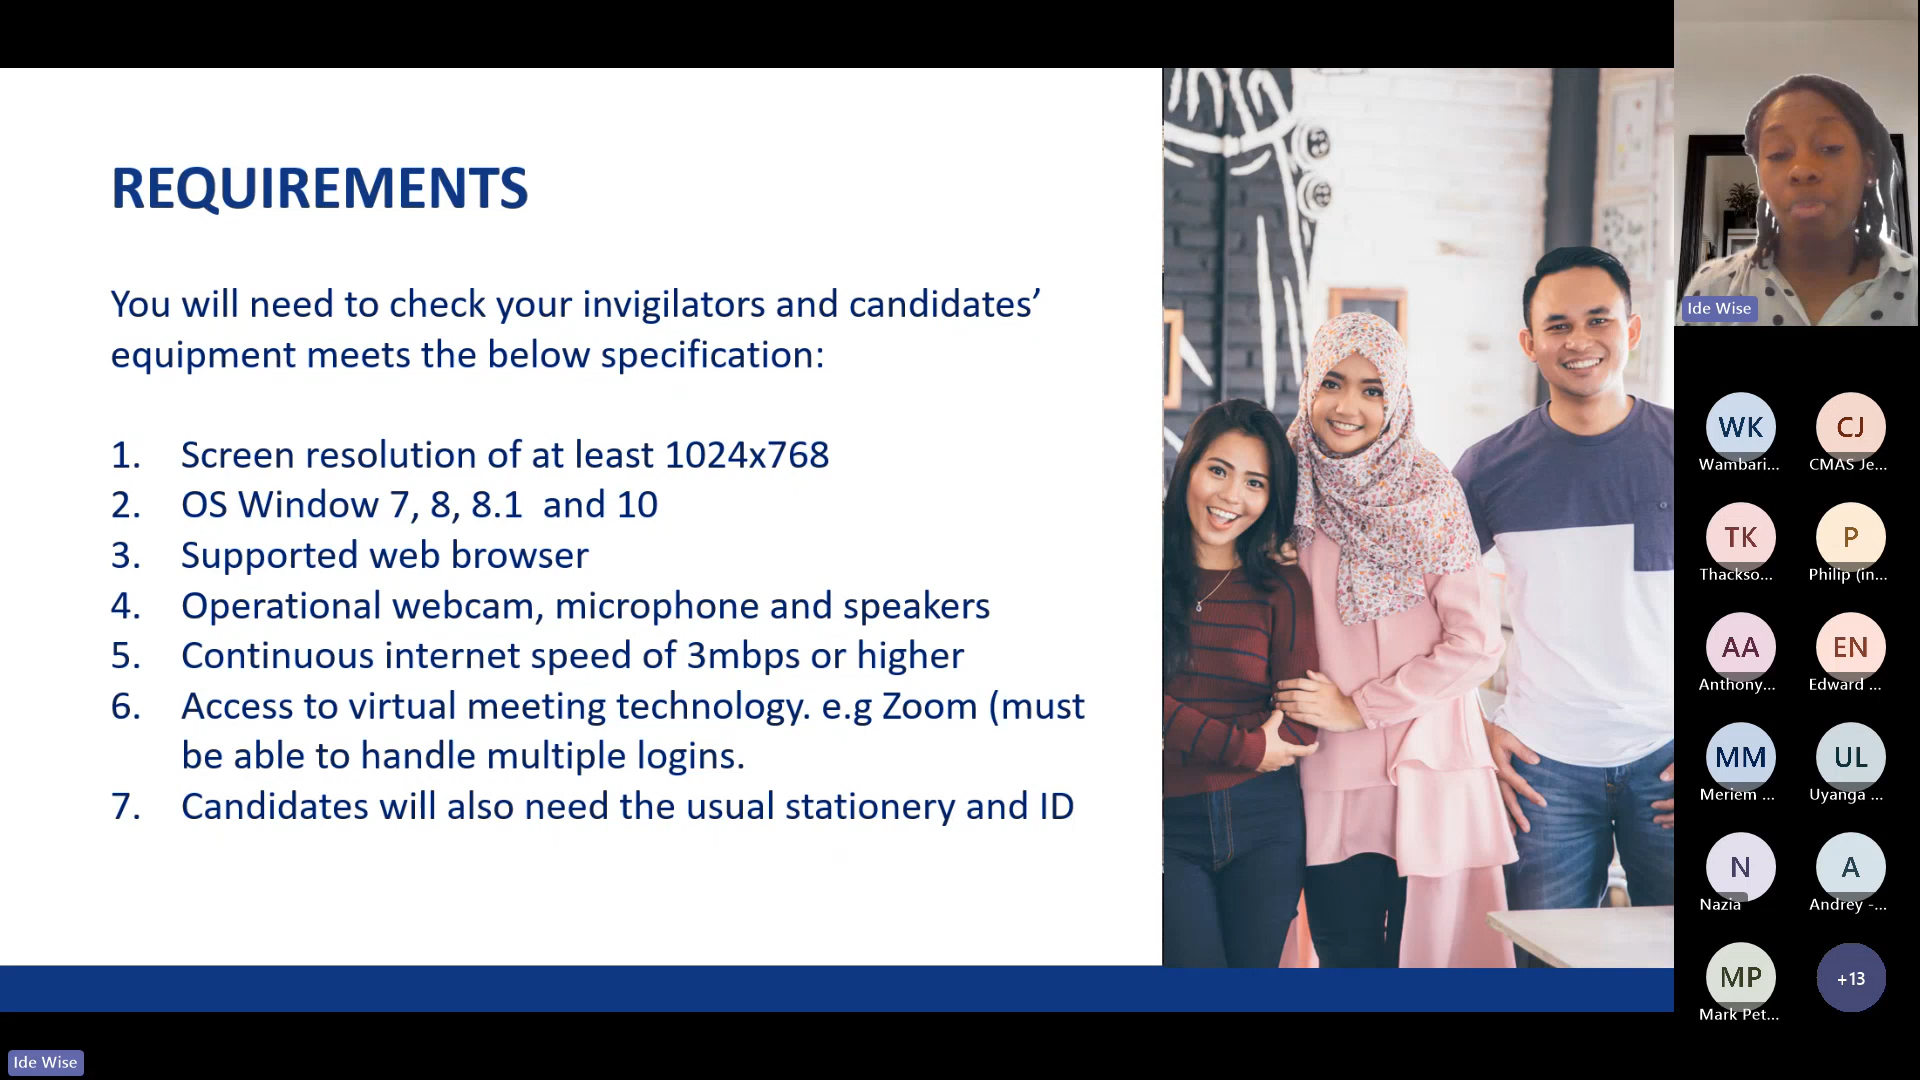 REQUIREMENTS
You will need to check your invigilators and candidates’
equipment meets the below specification:
1. Screen resolution of at least 1024x768
2. OS Window 7, 8, 8.1  and 10
3. Supported web browser
4. Operational webcam, microphone and speakers
5. Continuous internet speed of 3mbps or higher
6. Access to virtual meeting technology. e.g Zoom (must
be able to handle multiple logins.
7. Candidates will also need the usual stationery and ID
Ide Wise
WK
CJ
Wambari...
CMAS Je...
TK
P
Thackso...
Philip (in...
AA
EN
Anthony...
Edward ...
MM
UL
Meriem ...
Uyanga ...
N
A
Nazia
Andrey -...
MP
+13
Mark Pet...
Ide Wise